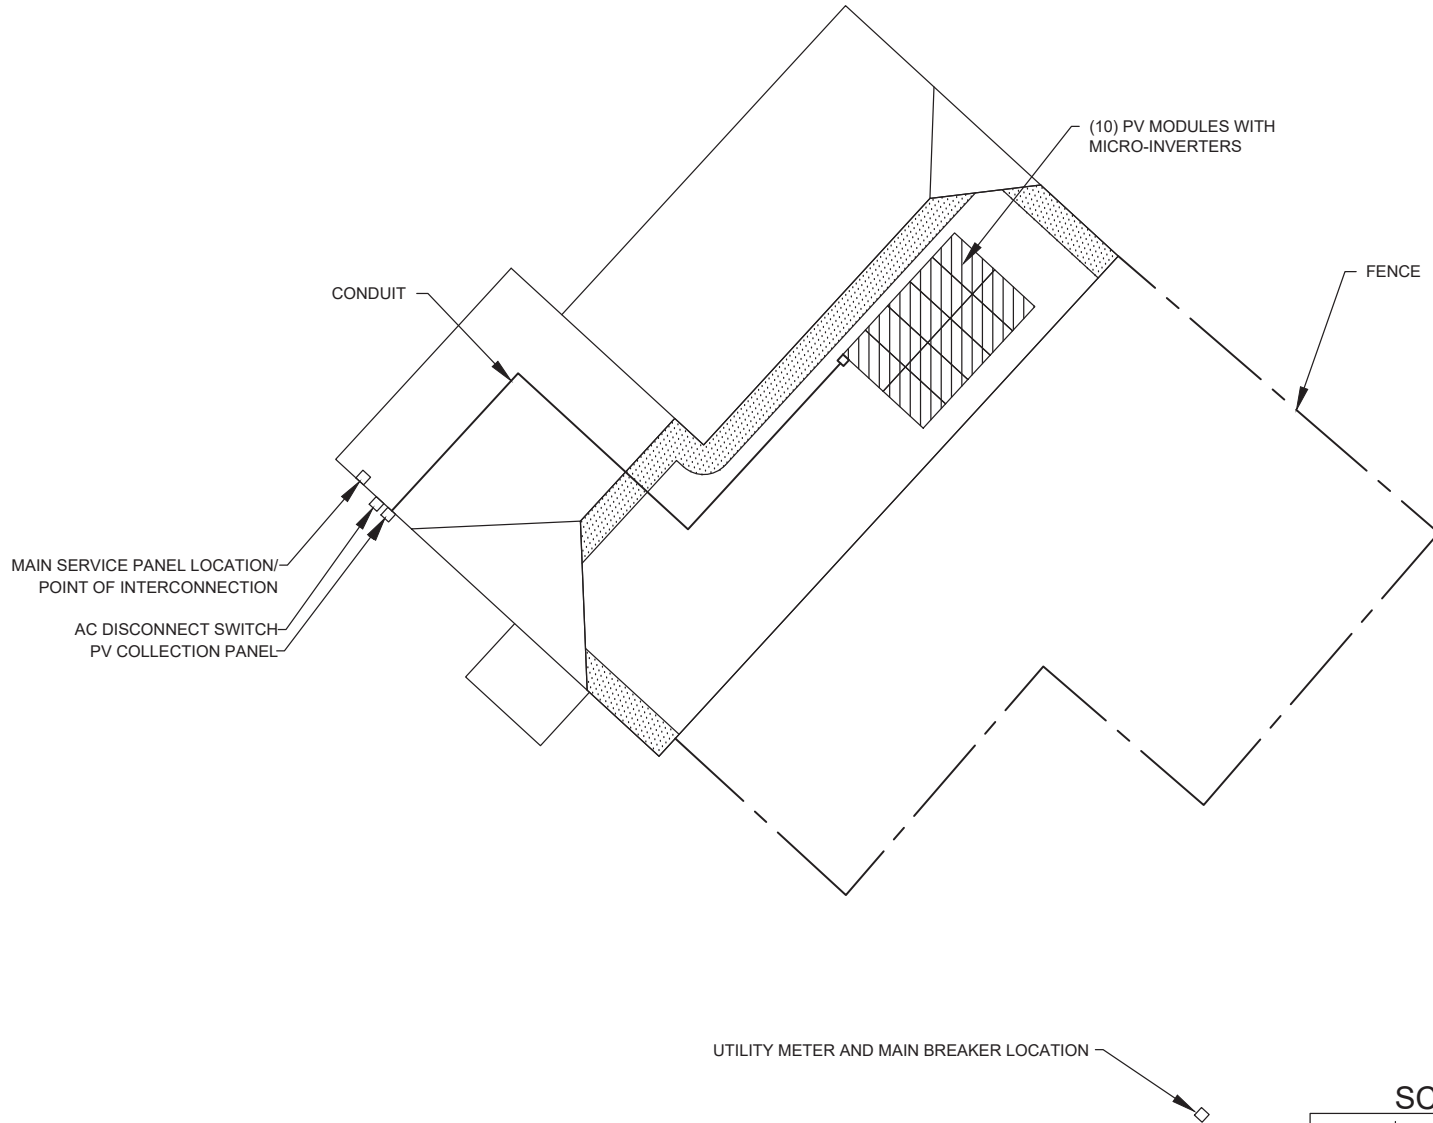 (10) PV MODULES WITH
MICRO-INVERTERS
FENCE
CONDUIT
MAIN SERVICE PANEL LOCATION/
POINT OF INTERCONNECTION
AC DISCONNECT SWITCH
PV COLLECTION PANEL
UTILITY METER AND MAIN BREAKER LOCATION
SC